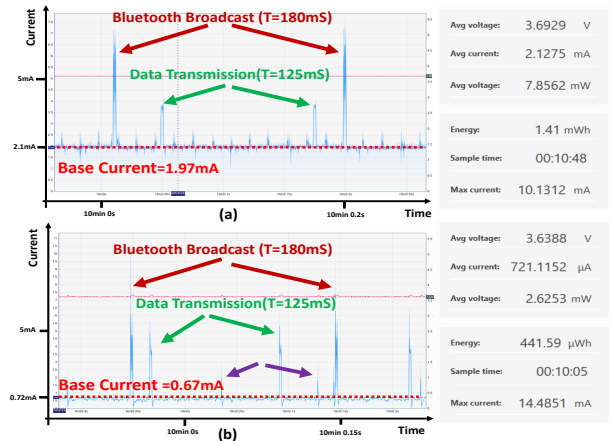 Current
Bluetooth Broadcast (T=180mS)
5mA
Data Transmission(T=125mS)
2.1mA
Base Current=1.97mA
10min 0s
(a)
10min 0.2s
Time
Avg voltage: 3.6929 V
Avg current: 2.1275 mA
Avg voltage: 7.8562 mW
Energy: 1.41 mWh
Sample time: 00:10:48
Max current: 10.1312 mA
Current
Bluetooth Broadcast (T=180mS)
Data Transmission(T=125mS)
5mA
Base Current =0.67mA
0.72mA
10min 0s
(b)
10min 0.15s
Time
Avg voltage: 3.6388 V
Avg current: 721.1152 μA
Avg voltage: 2.6253 mW
Energy: 441.59 μWh
Sample time: 00:10:05
Max current: 14.4851 mA